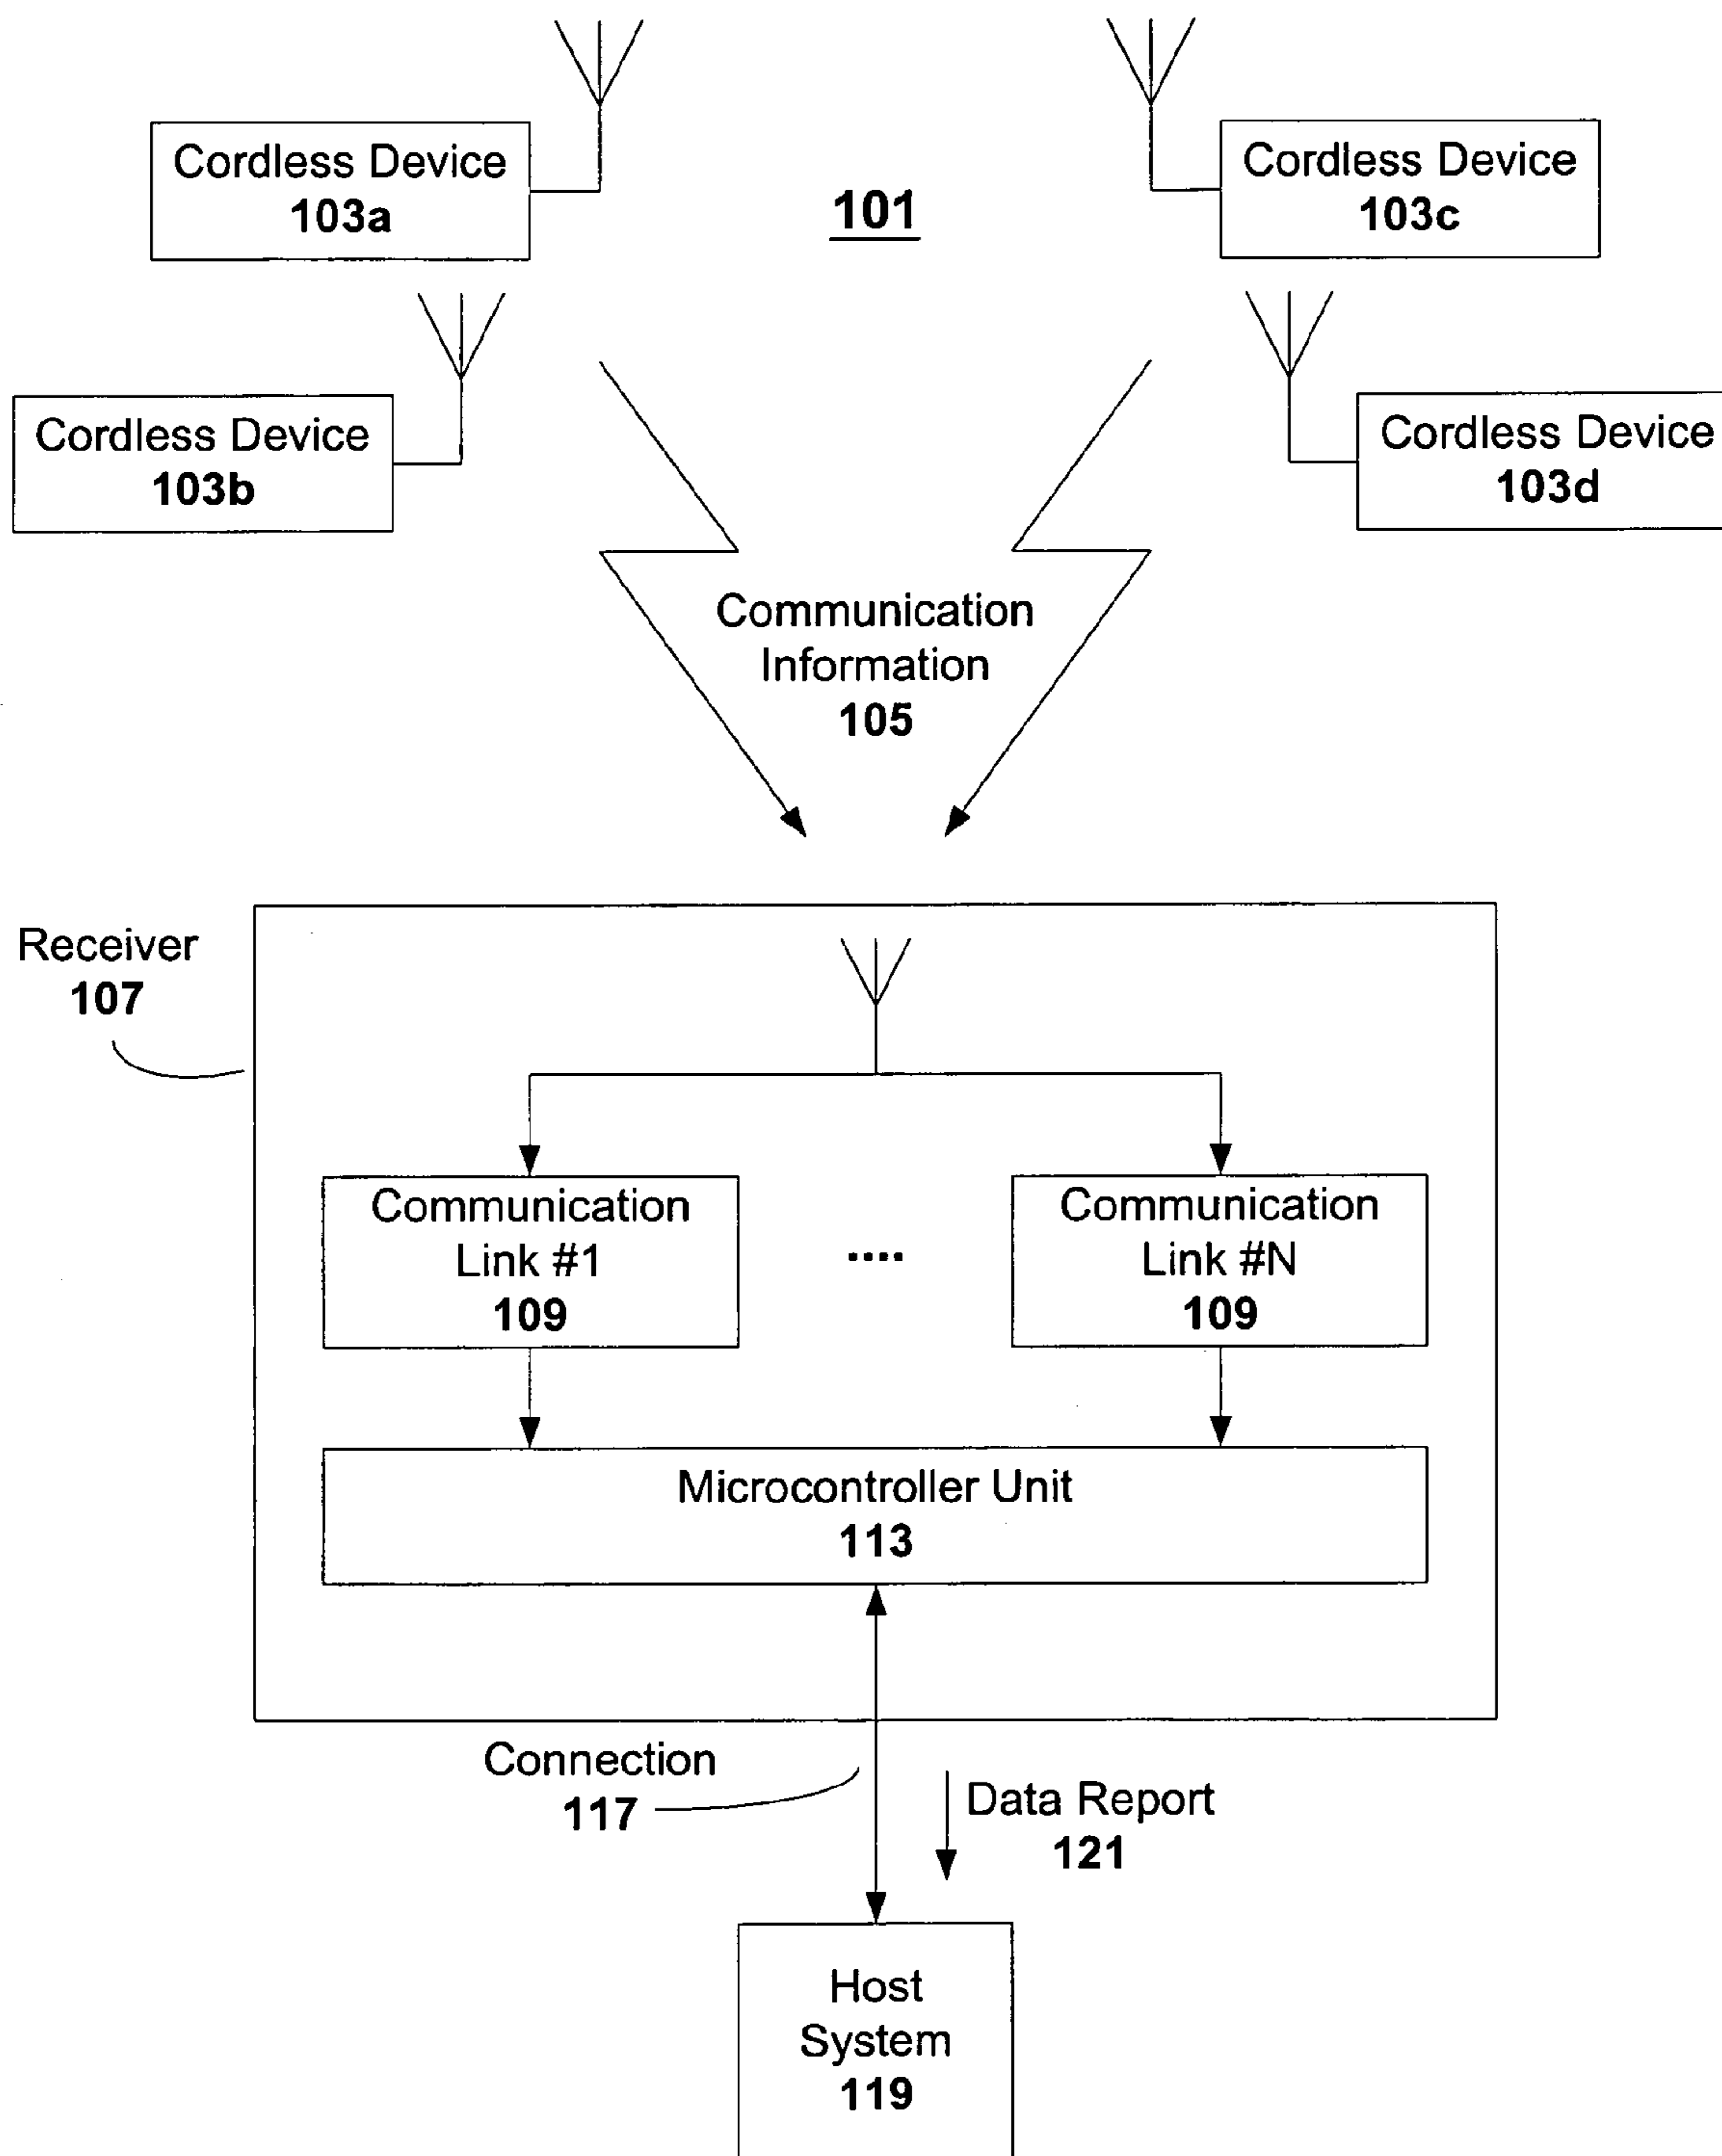 Cordless Device
103a
101
Cordless Device
103c
Cordless Device
103b
Cordless Device
103d
Communication
Information
105
Receiver
107
Communication
Link #1
109
....
Communication
Link #N
109
Microcontroller Unit
113
Connection
117
Data Report
121
Host
System
119